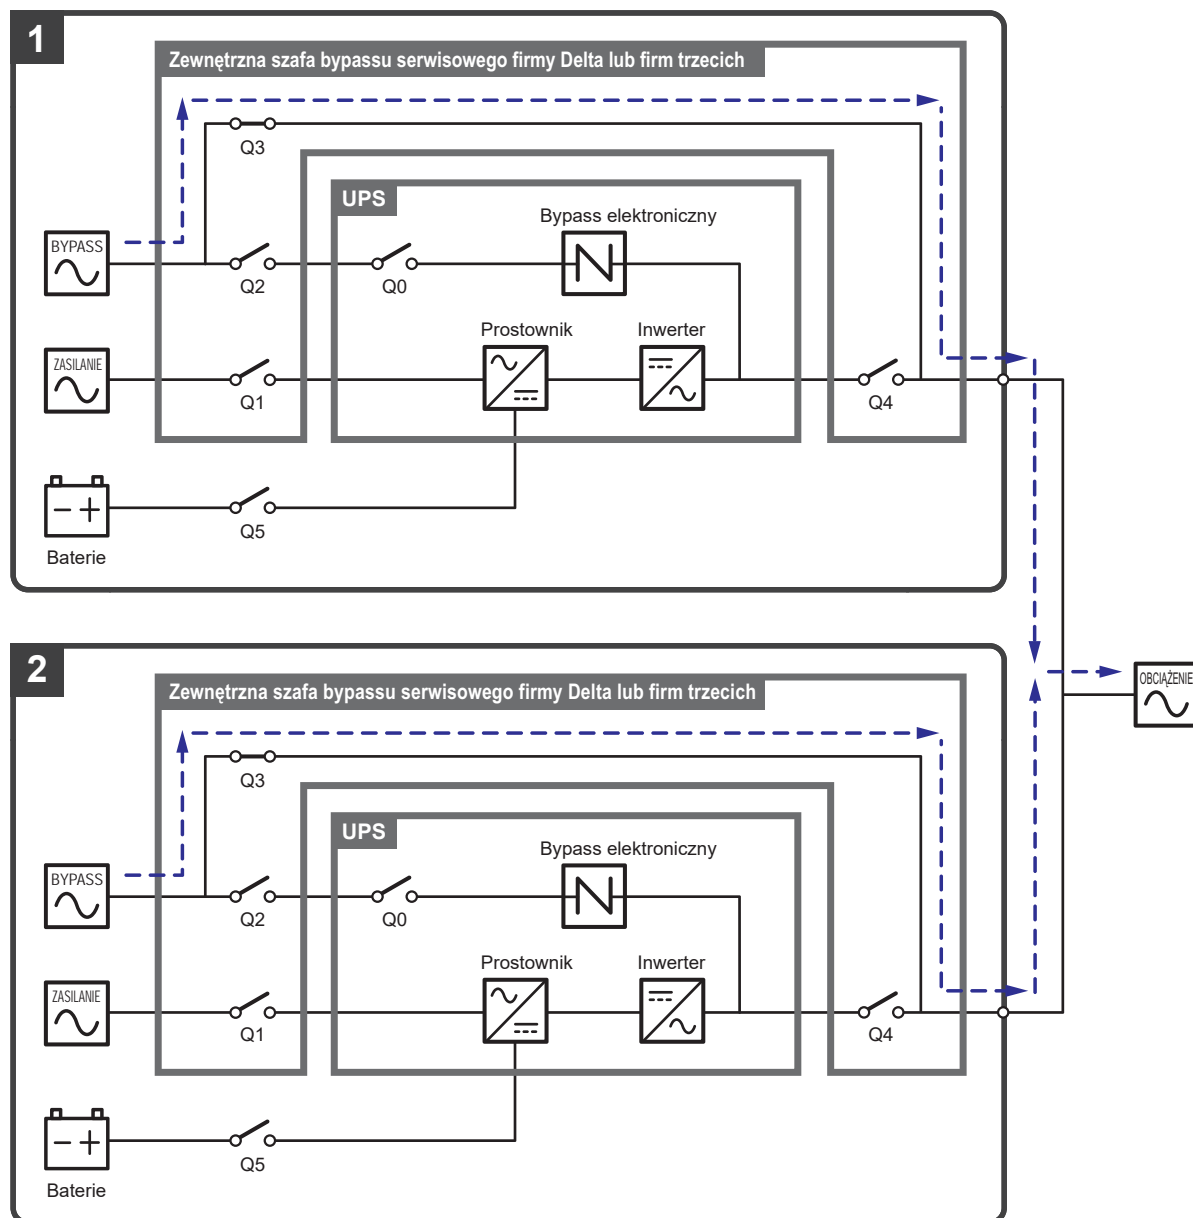 1
Zewnętrzna szafa bypassu serwisowego firmy Delta lub firm trzecich
Q3
UPS
Bypass elektroniczny
BYPASS
Q2
Q0
Prostownik
Inwerter
ZASILANIE
Q1
Q4
Q5
Baterie
2
Zewnętrzna szafa bypassu serwisowego firmy Delta lub firm trzecich
OBCIĄŻENIE
Q3
UPS
Bypass elektroniczny
BYPASS
Q2
Q0
Prostownik
Inwerter
ZASILANIE
Q1
Q4
Q5
Baterie